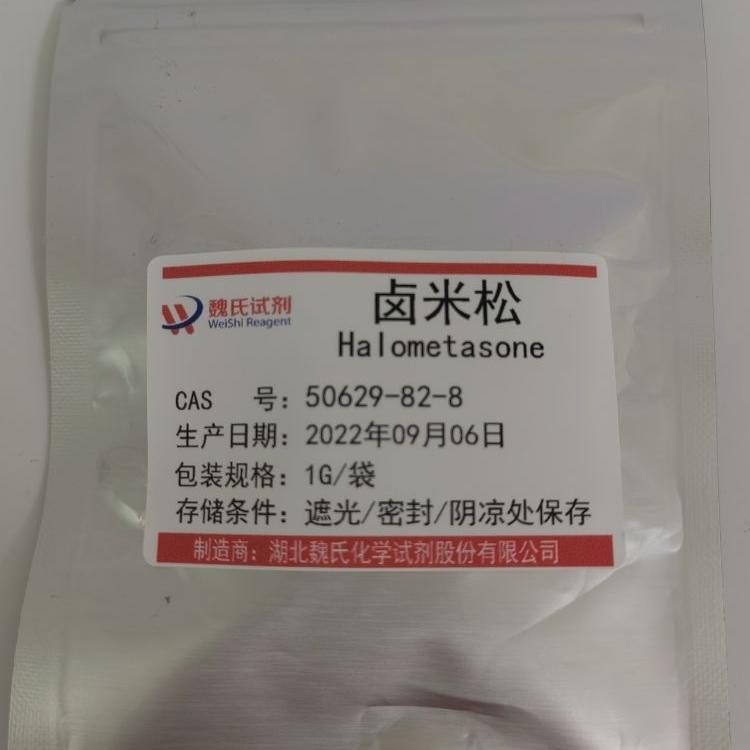 魏氏试剂
WeiShi Reagent
卤米松
Halometasone
CAS 号：50629-82-8
生产日期：2022年09月06日
包装规格：1G/袋
存储条件：遮光/密封/阴凉处保存
制造商：湖北魏氏化学试剂股份有限公司